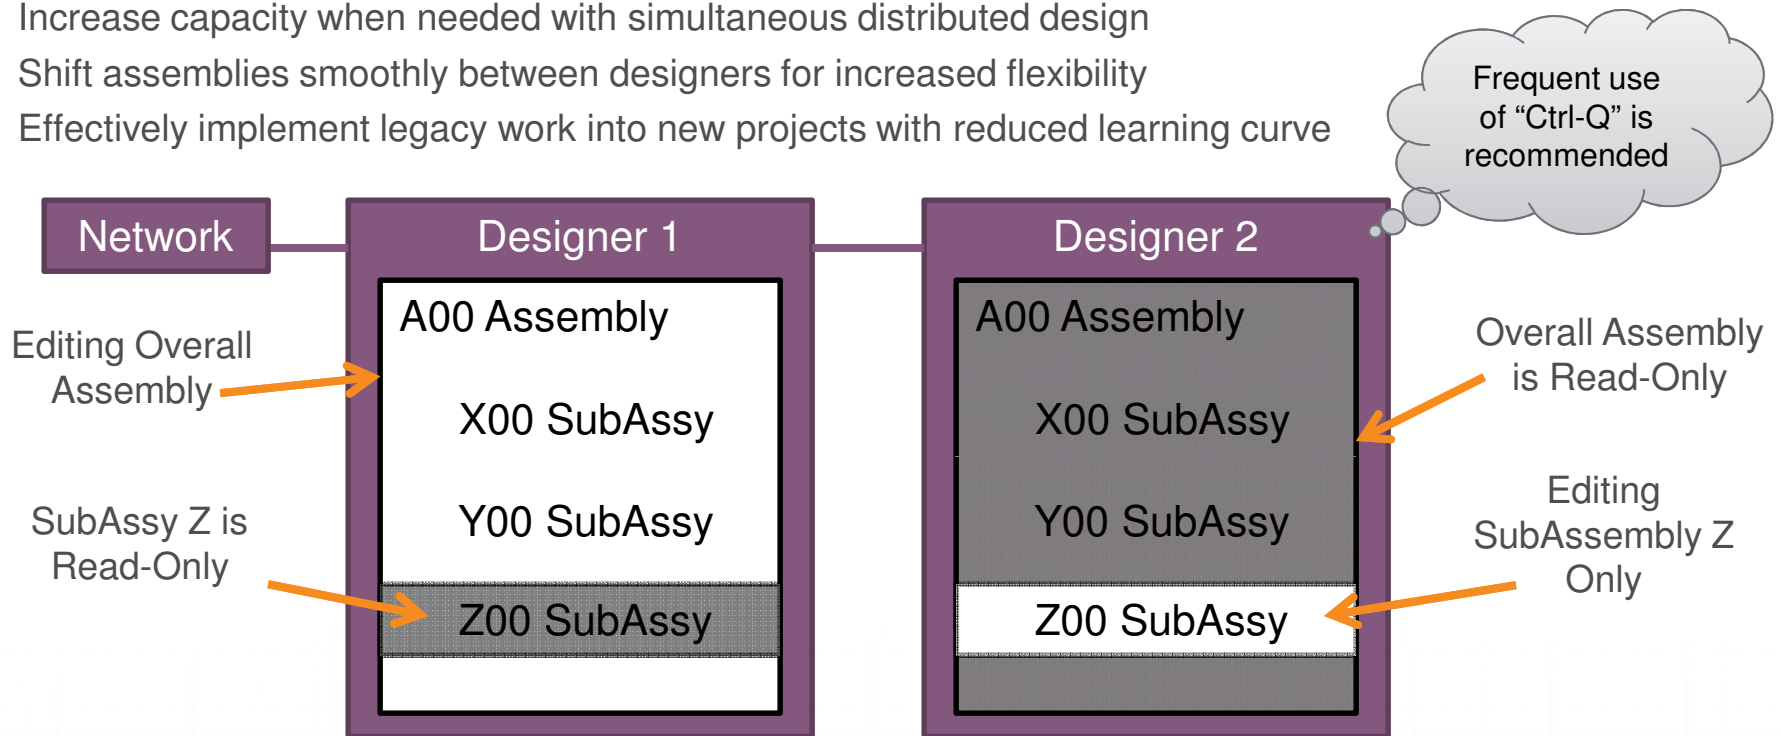 Increase capacity when needed with simultaneous distributed design
Shift assemblies smoothly between designers for increased flexibility
Effectively implement legacy work into new projects with reduced learning curve
Frequent use
of “Ctrl-Q” is
recommended
Network
Designer 1
Designer 2
Editing Overall
Assembly
SubAssy Z is
Read-Only
A00 Assembly
X00 SubAssy
Y00 SubAssy
Z00 SubAssy
A00 Assembly
X00 SubAssy
Y00 SubAssy
Z00 SubAssy
Overall Assembly
is Read-Only
Editing
SubAssembly Z
Only